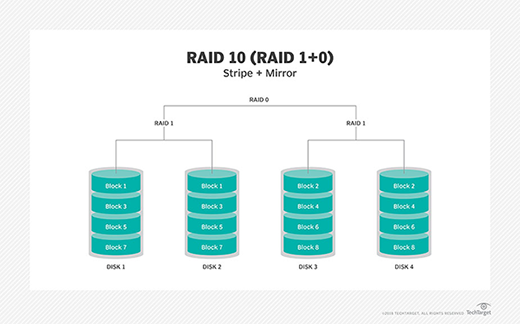 RAID 10 (RAID 1+0)
Stripe + Mirror
RAID 0
RAID 1 RAID 1
Block 1 Block 1 Block 2 Block 2
Block 3 Block 3 Block 4 Block 4
Block 5 Block 5 Block 6 Block 6
Block 7 Block 7 Block 8 Block 8
DISK 1 DISK 2 DISK 3 DISK 4
TECHTARGET. ALL RIGHTS RESERVED TechTarget